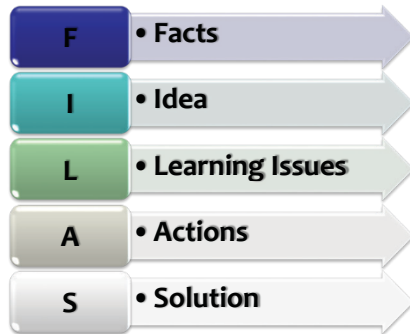 F • Facts
I • Idea
L • Learning Issues
A • Actions
S • Solution